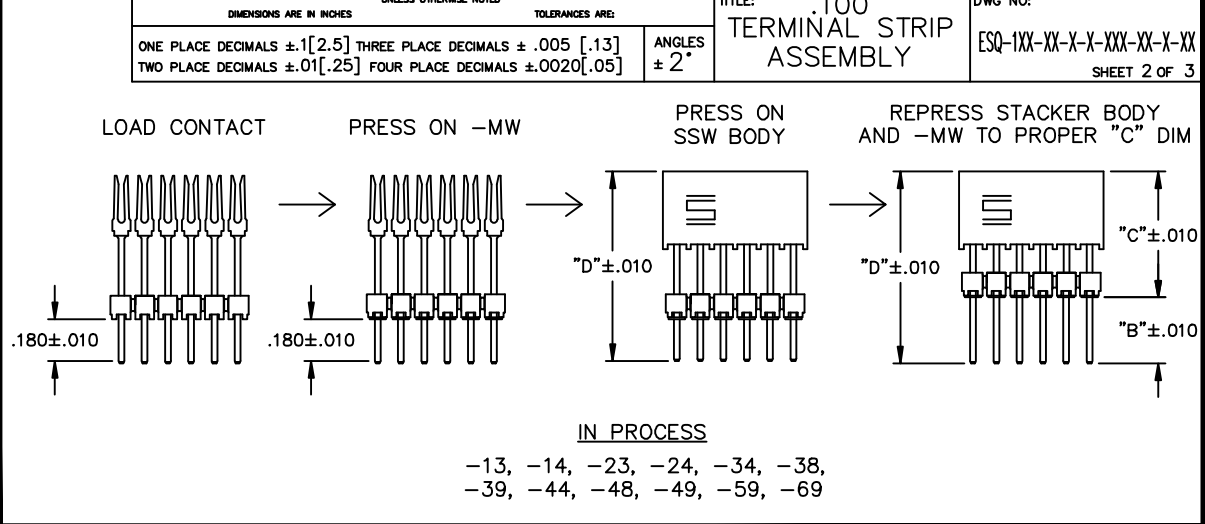 UNLESS OTHERWISE NOTED
DIMENSIONS ARE IN INCHES
TOLERANCES ARE:
ONE PLACE DECIMALS ±.1[2.5] THREE PLACE DECIMALS ± .005 [.13]
TWO PLACE DECIMALS ±.01[.25] FOUR PLACE DECIMALS ±.0020[.05]
ANGLES
± 2°
TITLE:
.100
TERMINAL STRIP
ASSEMBLY
DWG NO:
ESQ-1XX-XX-X-X-XXX-XX-X-XX
SHEET 2 OF 3
LOAD CONTACT
PRESS ON -MW
PRESS ON
SSW BODY
REPRESS STACKER BODY
AND -MW TO PROPER "C" DIM
.180±.010
.180±.010
"D"±.010
"D"±.010
"C"±.010
"B"±.010
IN PROCESS
-13, -14, -23, -24, -34, -38,
-39, -44, -48, -49, -59, -69